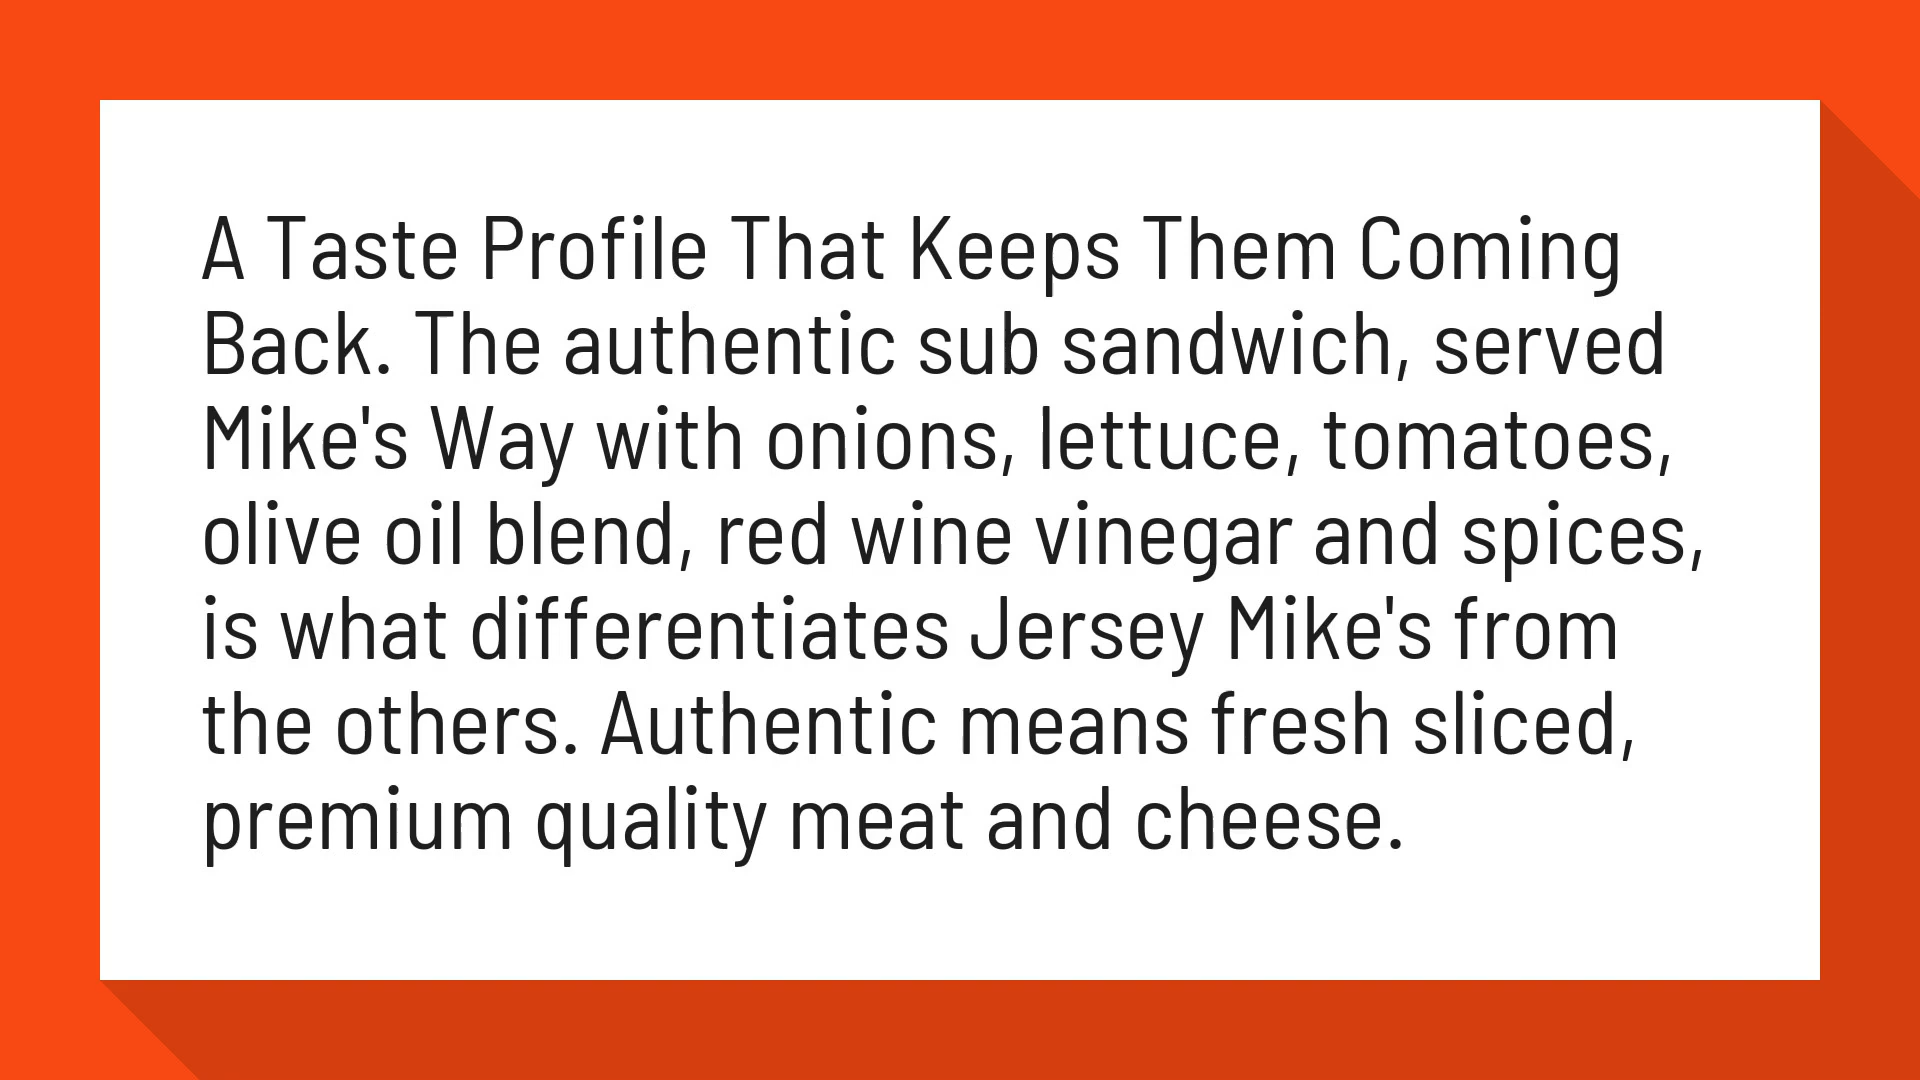 A Taste Profile That Keeps Them Coming
Back. The authentic sub sandwich, served
Mike's Way with onions, lettuce, tomatoes,
olive oil blend, red wine vinegar and spices,
is what differentiates Jersey Mike's from
the others. Authentic means fresh sliced,
premium quality meat and cheese.